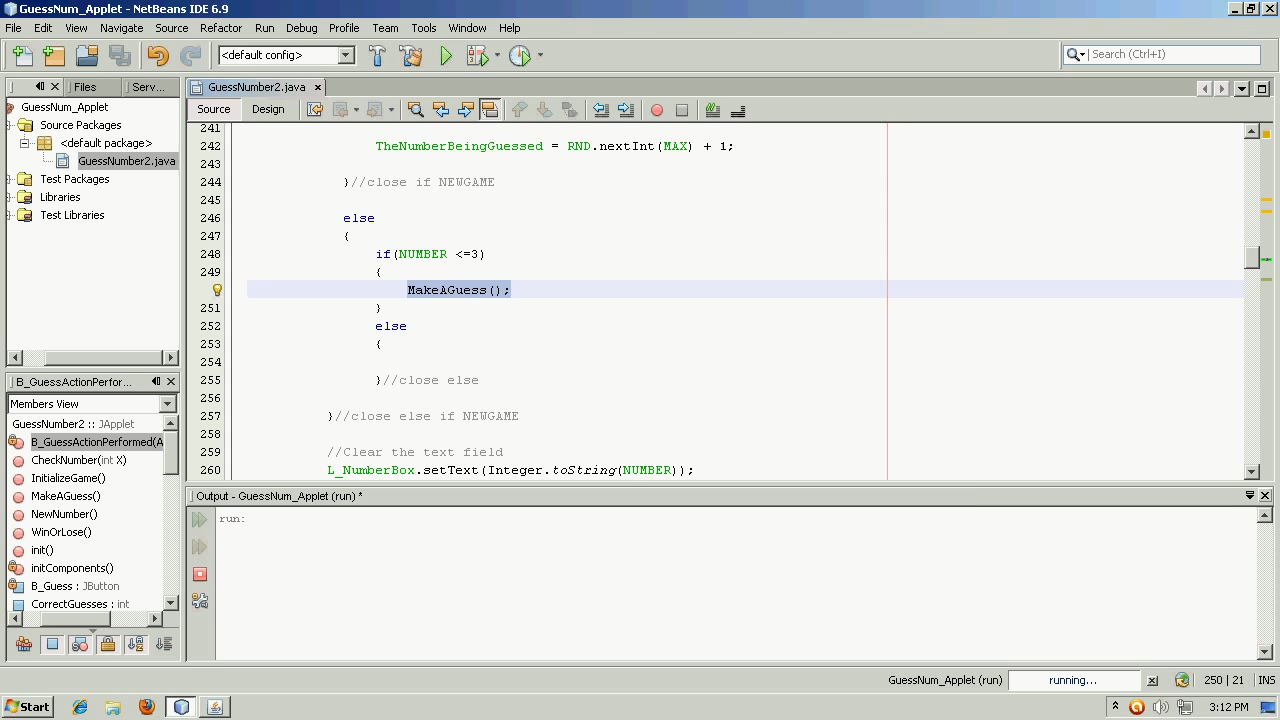 GuessNum_Applet - NetBeans IDE 6.9
File Edit View Navigate Source Refactor Run Debug Profile Team Tools Window Help
<default config>
Search (Ctrl+I)
Files Serv...
GuessNumber2.java
GuessNum_Applet
Source Packages
<default package>
GuessNumber2.java
Test Packages
Libraries
Test Libraries
Source Design
241
242 TheNumberBeingGuessed = RND.nextInt(MAX) + 1;
243
244 }//close if NEWGAME
245
246 else
247 {
248 if(NUMBER <=3)
249 {
MakeAGuess();
251 }
252 else
253 {
254
255 }//close else
256
257 }//close else if NEWGAME
258
259 //Clear the text field
260 L_NumberBox.setText(Integer.toString(NUMBER));
B_GuessActionPerfor...
Members View
GuessNumber2 :: JApplet
B_GuessActionPerformed(A
CheckNumber(int X)
InitializeGame()
MakeAGuess()
NewNumber()
WinOrLose()
init()
initComponents()
B_Guess : JButton
CorrectGuesses : int
Output - GuessNum_Applet (run) *
run:
GuessNum_Applet (run) running... 250 | 21 INS
Start
3:12 PM